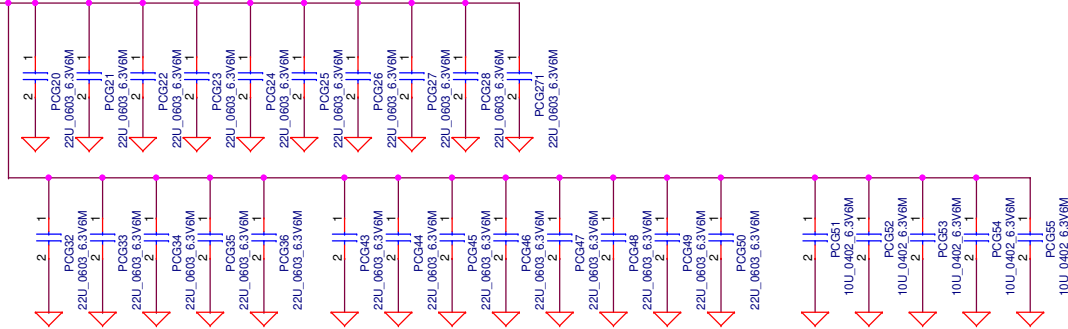 1
2
PCG20
22U_0603_6.3V6M
1
2
PCG21
22U_0603_6.3V6M
1
2
PCG22
22U_0603_6.3V6M
1
2
PCG23
22U_0603_6.3V6M
1
2
PCG24
22U_0603_6.3V6M
1
2
PCG25
22U_0603_6.3V6M
1
2
PCG26
22U_0603_6.3V6M
1
2
PCG27
22U_0603_6.3V6M
1
2
PCG28
22U_0603_6.3V6M
1
2
PCG271
22U_0603_6.3V6M
1
2
PCG32
22U_0603_6.3V6M
1
2
PCG33
22U_0603_6.3V6M
1
2
PCG34
22U_0603_6.3V6M
1
2
PCG35
22U_0603_6.3V6M
1
2
PCG36
22U_0603_6.3V6M
1
2
PCG43
22U_0603_6.3V6M
1
2
PCG44
22U_0603_6.3V6M
1
2
PCG45
22U_0603_6.3V6M
1
2
PCG46
22U_0603_6.3V6M
1
2
PCG47
22U_0603_6.3V6M
1
2
PCG48
22U_0603_6.3V6M
1
2
PCG49
22U_0603_6.3V6M
1
2
PCG50
22U_0603_6.3V6M
1
2
PCG51
10U_0402_6.3V6M
1
2
PCG52
10U_0402_6.3V6M
1
2
PCG53
10U_0402_6.3V6M
1
2
PCG54
10U_0402_6.3V6M
1
2
PCG55
10U_0402_6.3V6M